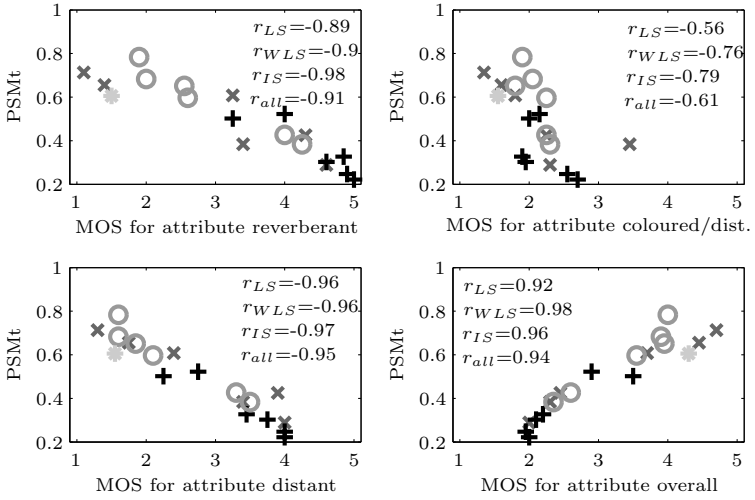 r_LS=-0.89
r_WLS=-0.9
r_IS=-0.98
r_all=-0.91
PSMt
1
0.8
0.6
0.4
0.2
1 2 3 4 5
MOS for attribute reverberant
r_LS=-0.56
r_WLS=-0.76
r_IS=-0.79
r_all=-0.61
PSMt
1
0.8
0.6
0.4
0.2
1 2 3 4 5
MOS for attribute coloured/dist.
r_LS=-0.96
r_WLS=-0.96
r_IS=-0.97
r_all=-0.95
PSMt
1
0.8
0.6
0.4
0.2
1 2 3 4 5
MOS for attribute distant
r_LS=0.92
r_WLS=0.98
r_IS=0.96
r_all=0.94
PSMt
1
0.8
0.6
0.4
0.2
1 2 3 4 5
MOS for attribute overall